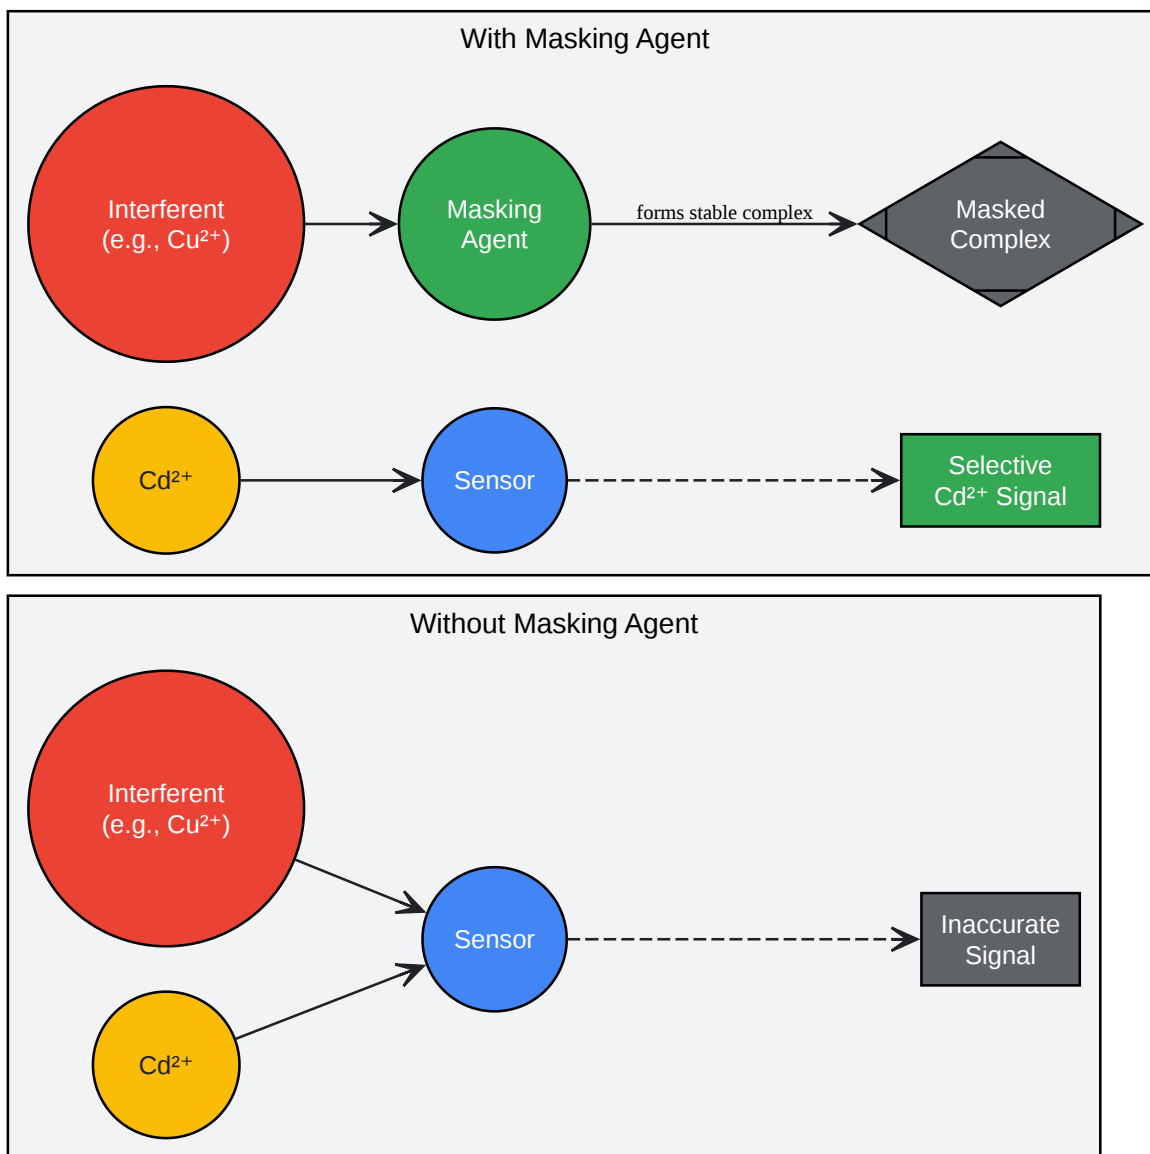 With Masking Agent
Interferent
(e.g., Cu²⁺)
Masking
Agent
forms stable complex
Masked
Complex
Cd²⁺
Sensor
Selective
Cd²⁺ Signal
Without Masking Agent
Interferent
(e.g., Cu²⁺)
Sensor
Inaccurate
Signal
Cd²⁺